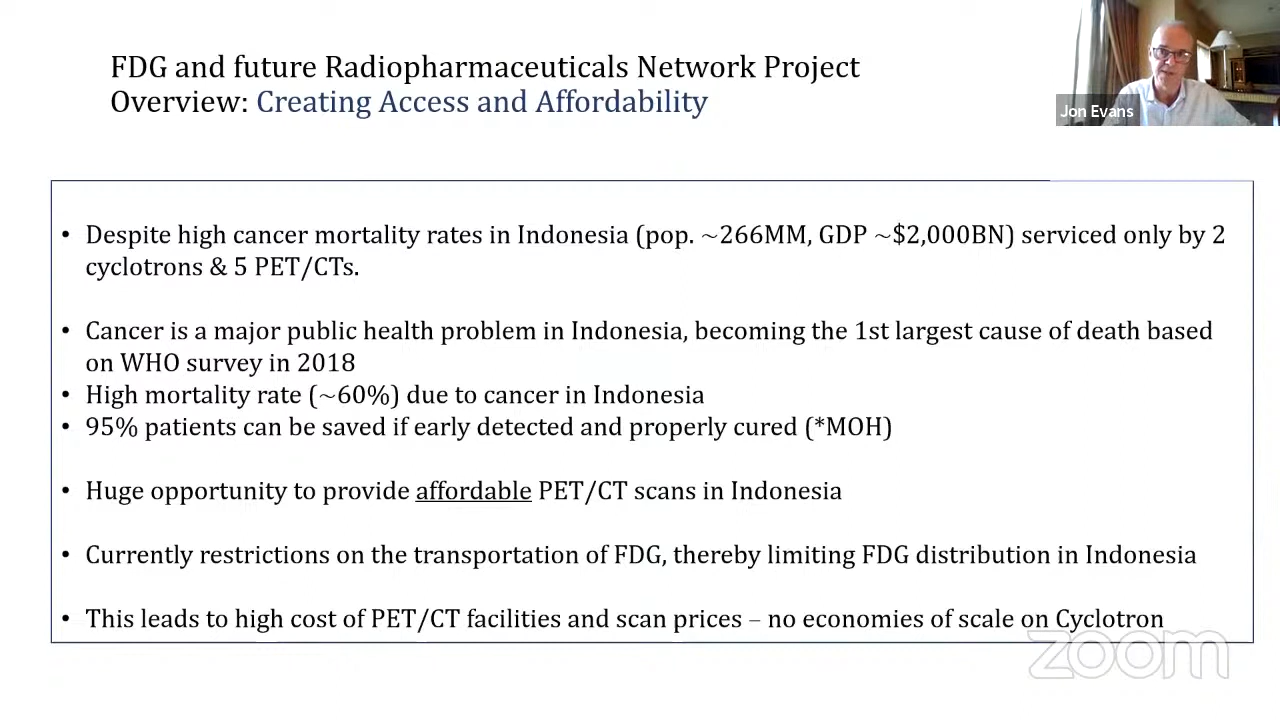 FDG and future Radiopharmaceuticals Network Project
Overview: Creating Access and Affordability
Jon Evans
• Despite high cancer mortality rates in Indonesia (pop. ~266MM, GDP ~$2,000BN) serviced only by 2
cyclotrons & 5 PET/CTs.
• Cancer is a major public health problem in Indonesia, becoming the 1st largest cause of death based
on WHO survey in 2018
• High mortality rate (~60%) due to cancer in Indonesia
• 95% patients can be saved if early detected and properly cured (*MOH)
• Huge opportunity to provide affordable PET/CT scans in Indonesia
• Currently restrictions on the transportation of FDG, thereby limiting FDG distribution in Indonesia
• This leads to high cost of PET/CT facilities and scan prices – no economies of scale on Cyclotron
zoom